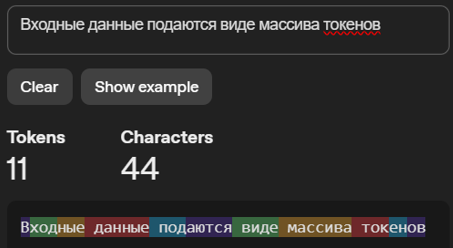 Входные данные подаются виде массива токенов
Clear Show example
Tokens Characters
11 44
Входные данные подаются виде массива токенов